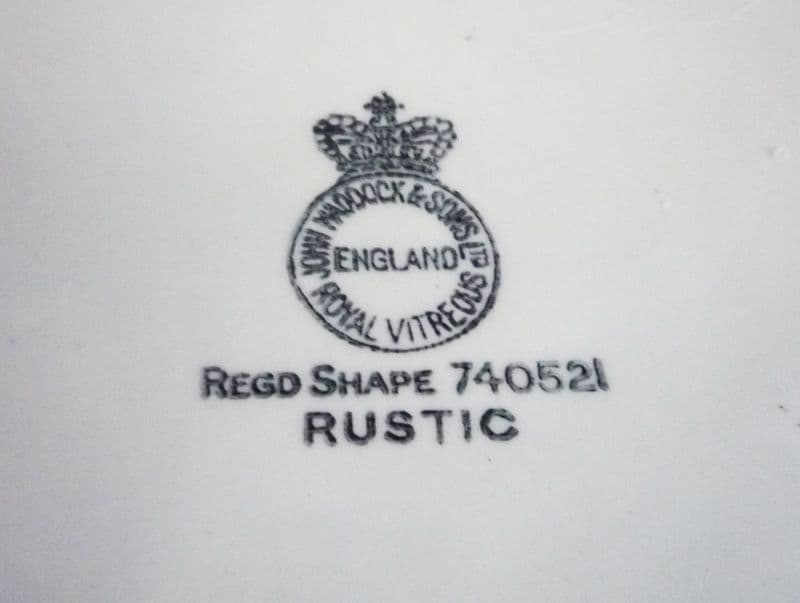 JOHN MADDOCK & SONS LTD
ENGLAND
ROYAL VITREOUS
REGD SHAPE 740521
RUSTIC